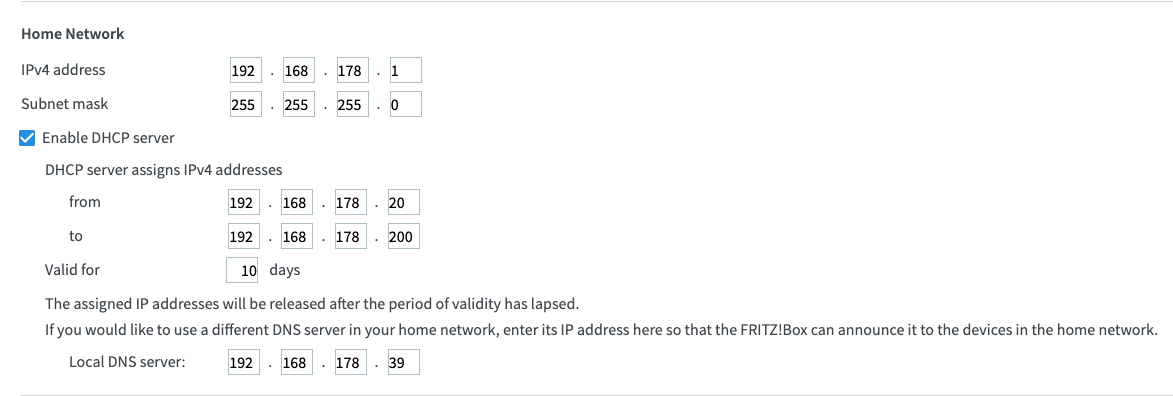 Home Network
IPv4 address 192 . 168 . 178 . 1
Subnet mask 255 . 255 . 255 . 0
Enable DHCP server
DHCP server assigns IPv4 addresses
from 192 . 168 . 178 . 20
to 192 . 168 . 178 . 200
Valid for 10 days
The assigned IP addresses will be released after the period of validity has lapsed.
If you would like to use a different DNS server in your home network, enter its IP address here so that the FRITZ!Box can announce it to the devices in the home network.
Local DNS server: 192 . 168 . 178 . 39